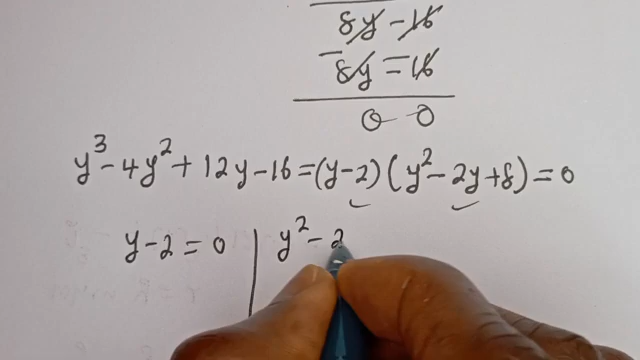 8y - 16
- 8y = 16
0 0
y³ - 4y² + 12y - 16 = (y - 2) (y² - 2y + 8) = 0
y - 2 = 0 | y² - 2